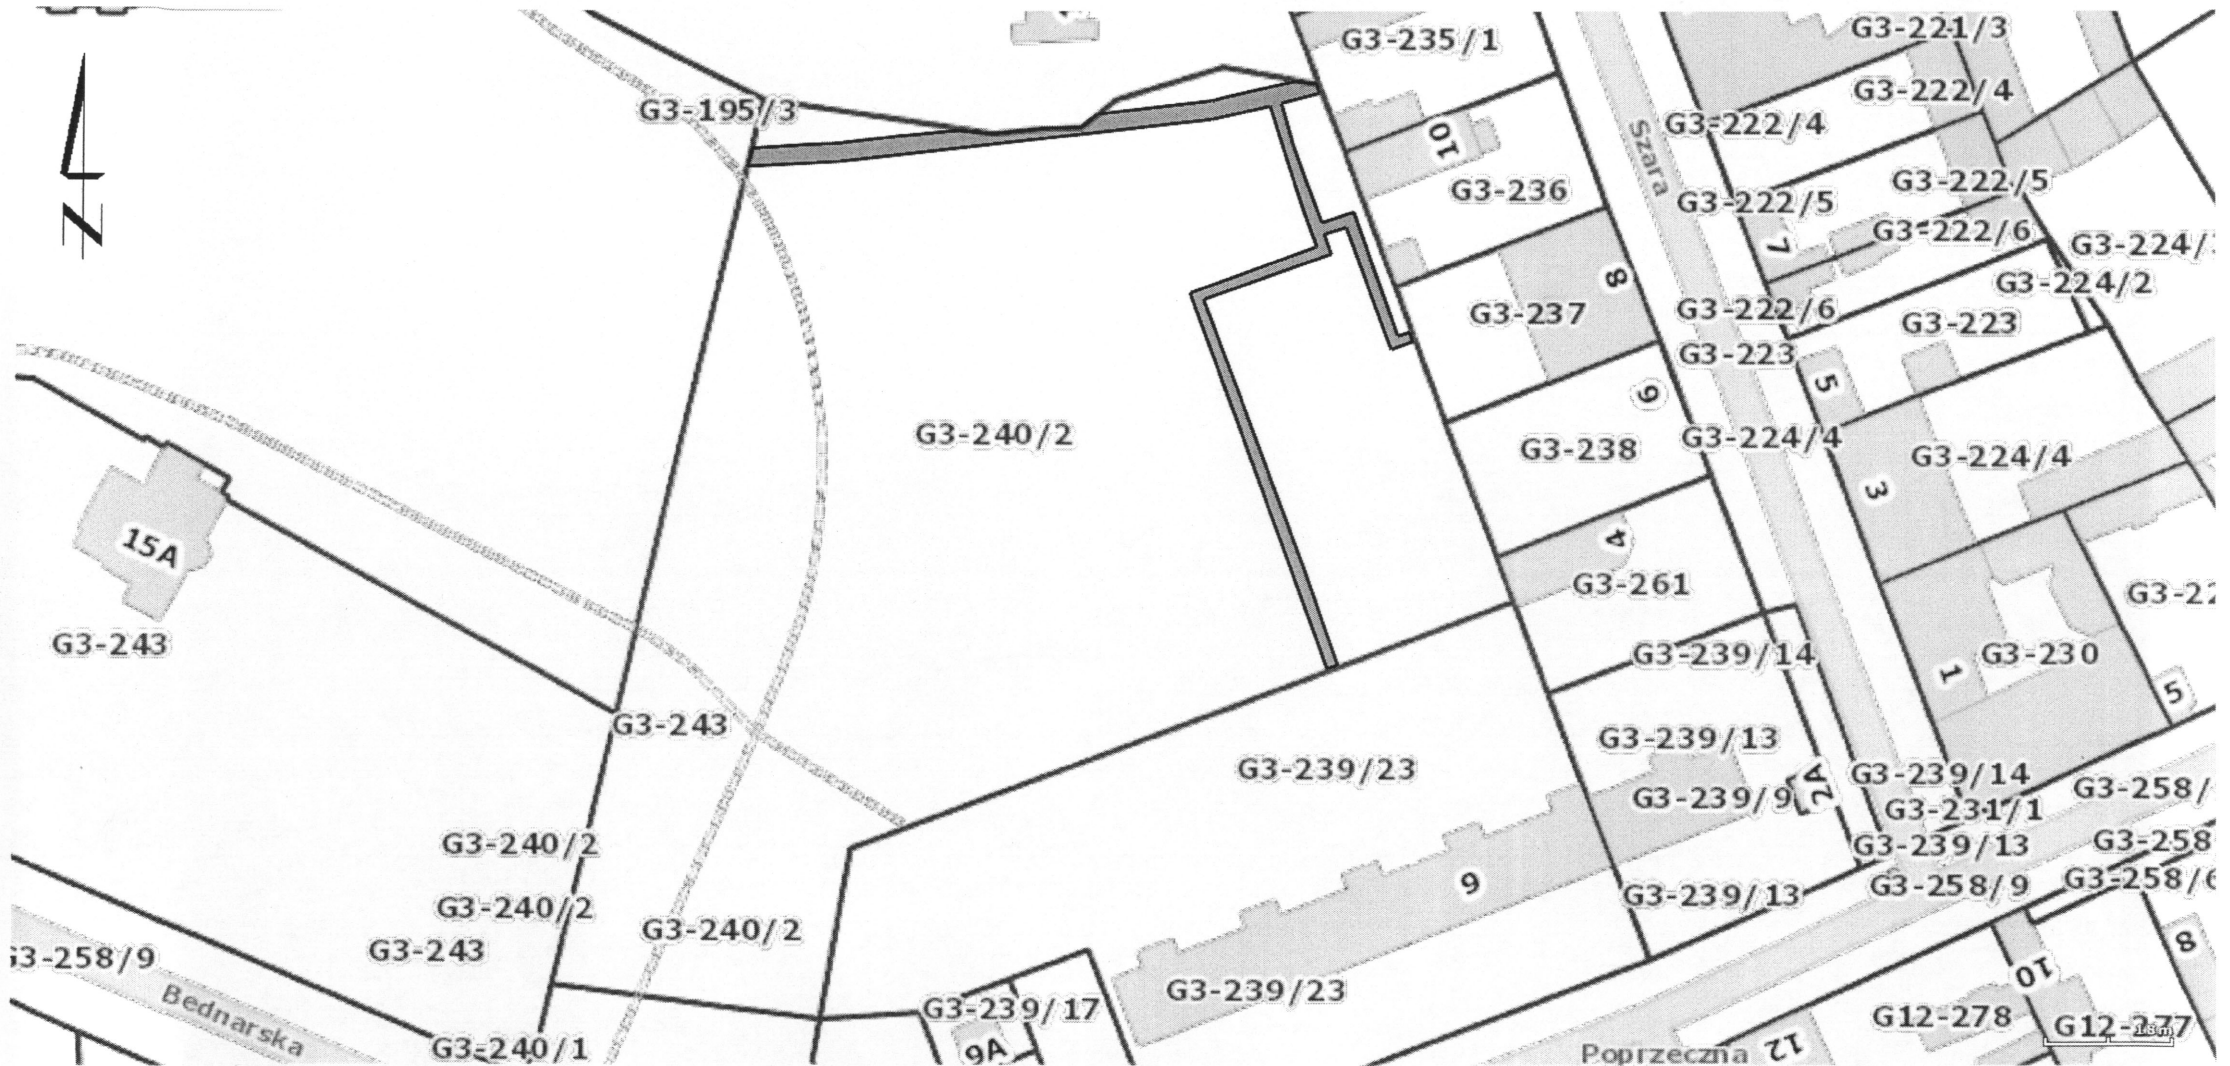 G3-235/1
G3-221/3
G3-222/4
G3-195/3
G3-222/4
10
Szara
G3-236
G3-222/5
G3-222/5
7
G3-222/6
G3-224/
8
G3-237
G3-222/6
G3-224/2
G3-223
G3-223
5
6
G3-240/2
G3-238
G3-224/4
G3-224/4
3
4
15A
G3-261
G3-22
G3-243
G3-239/14
1
G3-230
5
G3-243
G3-239/13
G3-239/23
2A
G3-239/14
G3-258/
G3-239/9
G3-231/1
G3-240/2
G3-239/13
G3-258
9
G3-239/13
G3-258/9
G3-258/6
G3-240/2
G3-240/2
G3-243
8
G3-258/9
10
G3-239/23
G3-239/17
Bednarska
G12-278
G12-277
18m
G3-240/1
9A
Poprzeczna
12
N